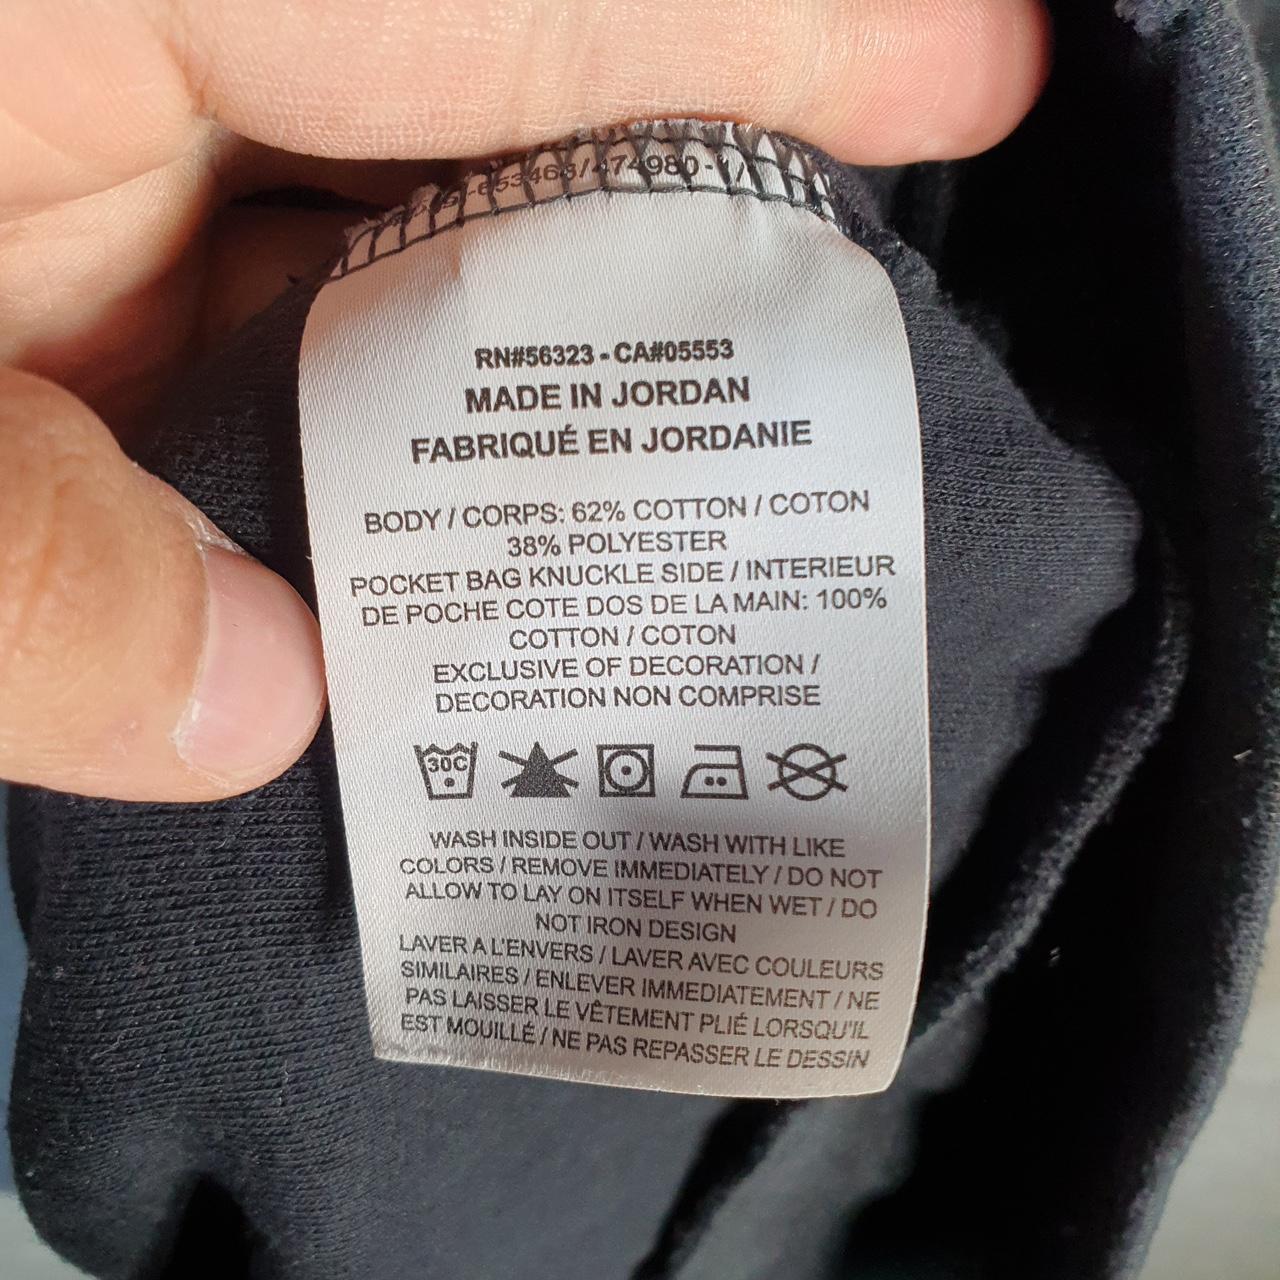 -653463/474980-1/
RN#56323 - CA#05553
MADE IN JORDAN
FABRIQUÉ EN JORDANIE
BODY / CORPS: 62% COTTON / COTON
38% POLYESTER
POCKET BAG KNUCKLE SIDE / INTERIEUR
DE POCHE COTE DOS DE LA MAIN: 100%
COTTON / COTON
EXCLUSIVE OF DECORATION /
DECORATION NON COMPRISE
30C
WASH INSIDE OUT / WASH WITH LIKE
COLORS / REMOVE IMMEDIATELY / DO NOT
ALLOW TO LAY ON ITSELF WHEN WET / DO
NOT IRON DESIGN
LAVER A L'ENVERS / LAVER AVEC COULEURS
SIMILAIRES / ENLEVER IMMEDIATEMENT / NE
PAS LAISSER LE VÊTEMENT PLIÉ LORSQU'IL
EST MOUILLÉ / NE PAS REPASSER LE DESSIN